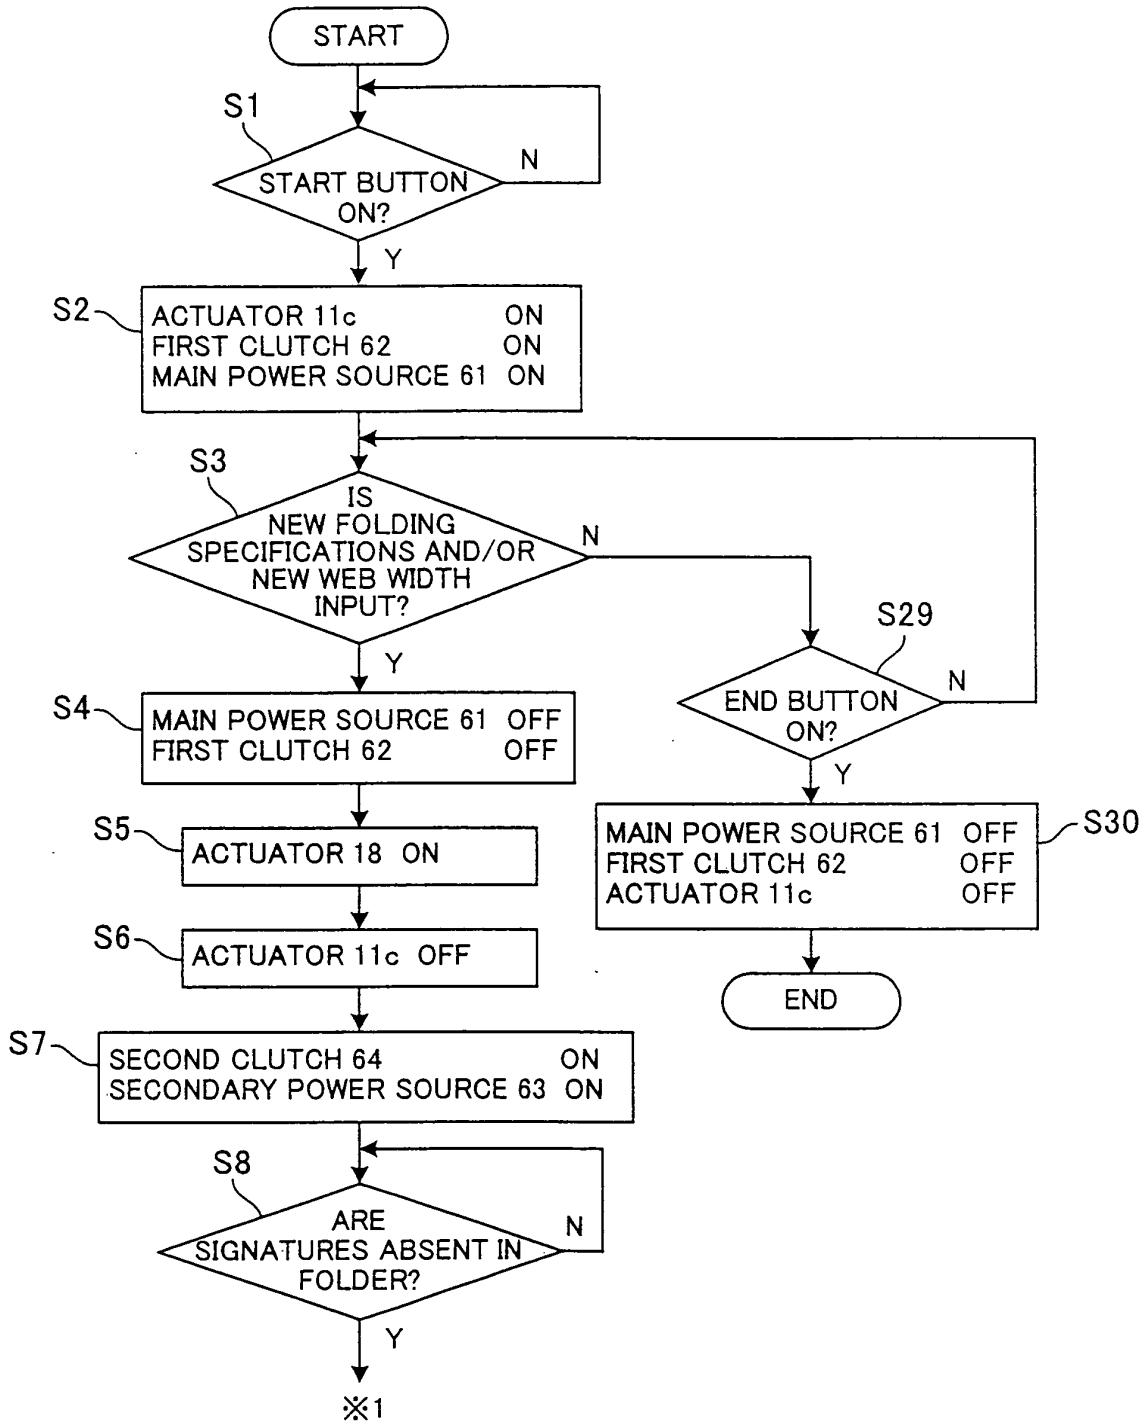 START
S1
N
START BUTTON
ON?
Y
S2
ACTUATOR 11c ON
FIRST CLUTCH 62 ON
MAIN POWER SOURCE 61 ON
S3
IS
NEW FOLDING
SPECIFICATIONS AND/OR
NEW WEB WIDTH
INPUT?
N
Y
S29
END BUTTON
ON?
N
Y
S4
MAIN POWER SOURCE 61 OFF
FIRST CLUTCH 62 OFF
S5
ACTUATOR 18 ON
S30
MAIN POWER SOURCE 61 OFF
FIRST CLUTCH 62 OFF
ACTUATOR 11c OFF
S6
ACTUATOR 11c OFF
END
S7
SECOND CLUTCH 64 ON
SECONDARY POWER SOURCE 63 ON
S8
ARE
SIGNATURES ABSENT IN
FOLDER?
N
Y
※1